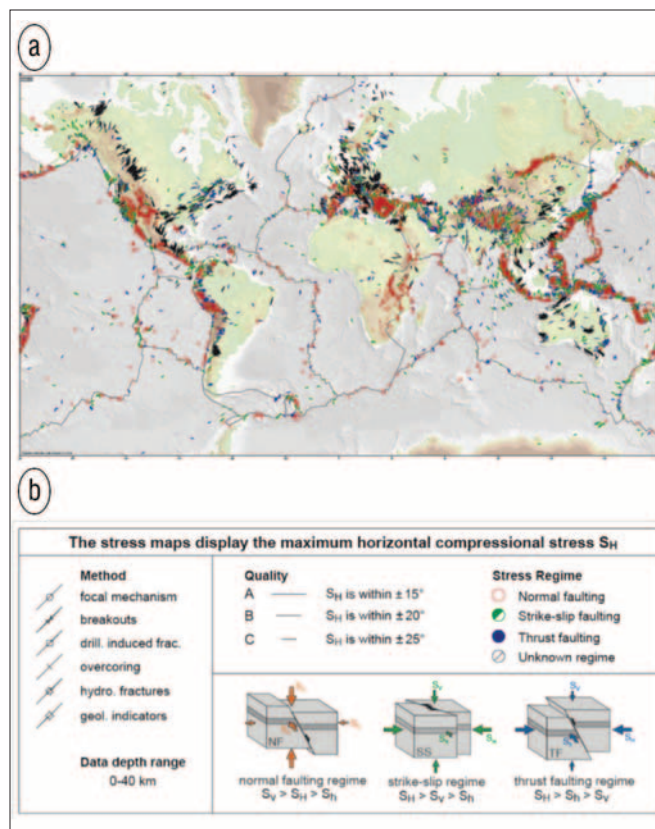 a
b
The stress maps display the maximum horizontal compressional stress SH
Method
focal mechanism
breakouts
drill. induced frac.
overcoring
hydro. fractures
geol. indicators
Data depth range
0-40 km
Quality
A SH is within ± 15°
B SH is within ± 20°
C SH is within ± 25°
Stress Regime
Normal faulting
Strike-slip faulting
Thrust faulting
Unknown regime
NF
SS
TF
Sv
Sv
normal faulting regime
Sv > SH > Sh
strike-slip regime
SH > Sv > Sh
thrust faulting regime
SH > Sh > Sv